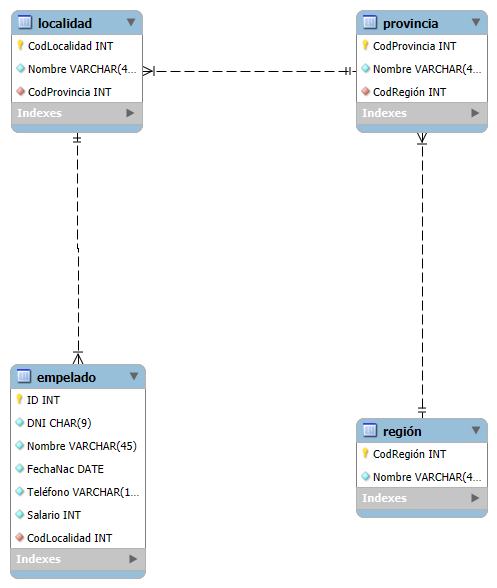 localidad
CodLocalidad INT
Nombre VARCHAR(4...
CodProvincia INT
Indexes
provincia
CodProvincia INT
Nombre VARCHAR(4...
CodRegión INT
Indexes
empelado
ID INT
DNI CHAR(9)
Nombre VARCHAR(45)
FechaNac DATE
Teléfono VARCHAR(1...
Salario INT
CodLocalidad INT
Indexes
región
CodRegión INT
Nombre VARCHAR(4...
Indexes